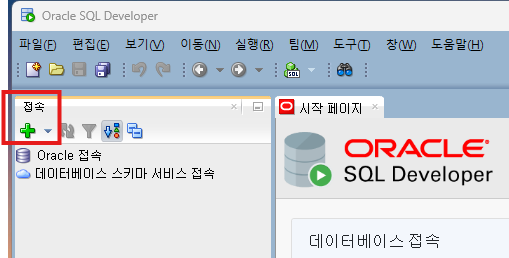 Oracle SQL Developer
파일(F) 편집(E) 보기(V) 이동(N) 실행(R) 팀(M) 도구(T) 창(W) 도움말(H)
SQL
접속
시작 페이지
Oracle 접속
데이터베이스 스키마 서비스 접속
ORACLE
SQL Developer
데이터베이스 접속